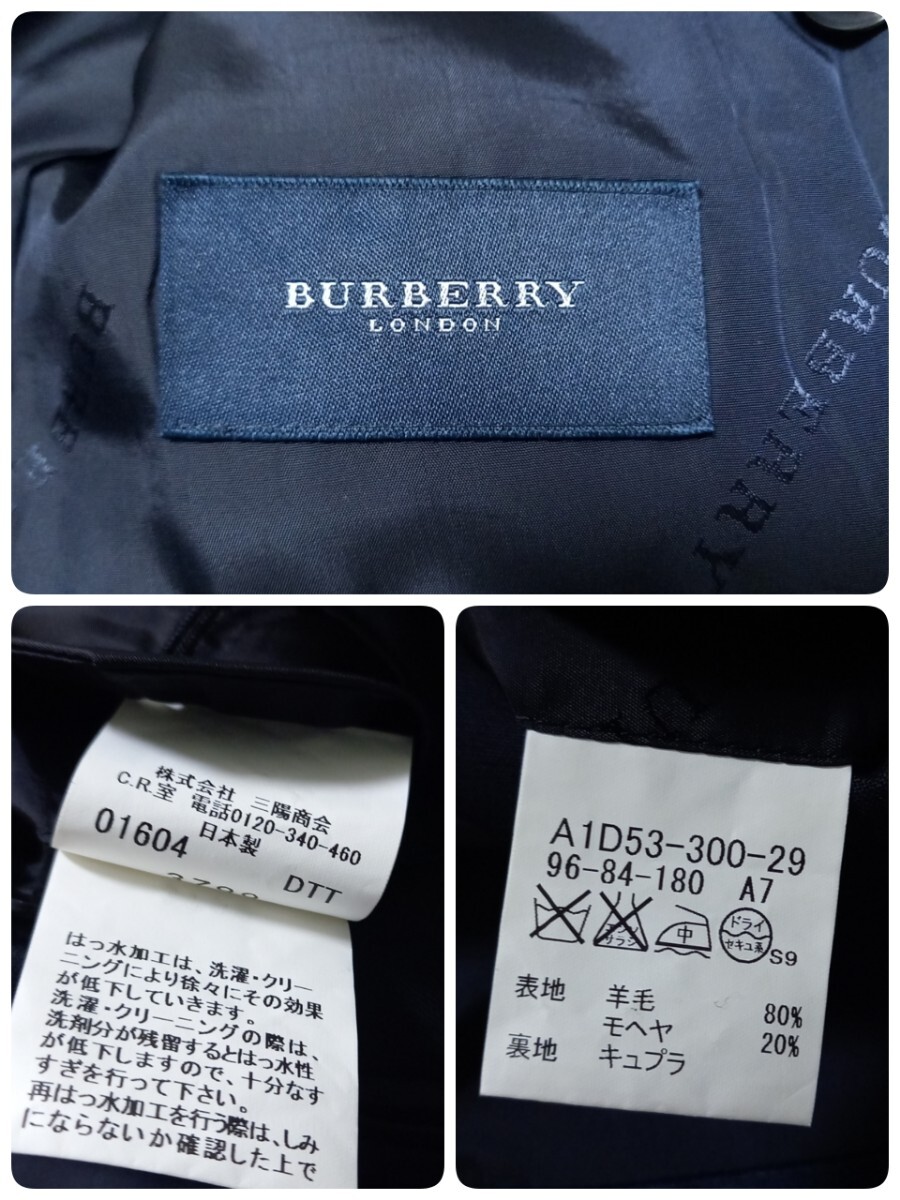 BURBERRY
LONDON
BURBERRY
株式会社 三陽商会
C.R.室 電話0120-340-460
01604 日本製
DTT
はっ水加工は、洗濯・クリー
ニングにより徐々にその効果
が低下していきます。
洗濯・クリーニングの際は、
洗剤分が残留するとはっ水性
が低下しますので、十分なす
すぎを行って下さい。
再はっ水加工を行う際は、しみ
にならないか確認した上で
A1D53-300-29
96-84-180 A7
エンソ
サラシ
中
ドライ
セキユ系
S9
表地 羊毛 80%
モヘヤ 20%
裏地 キュプラ